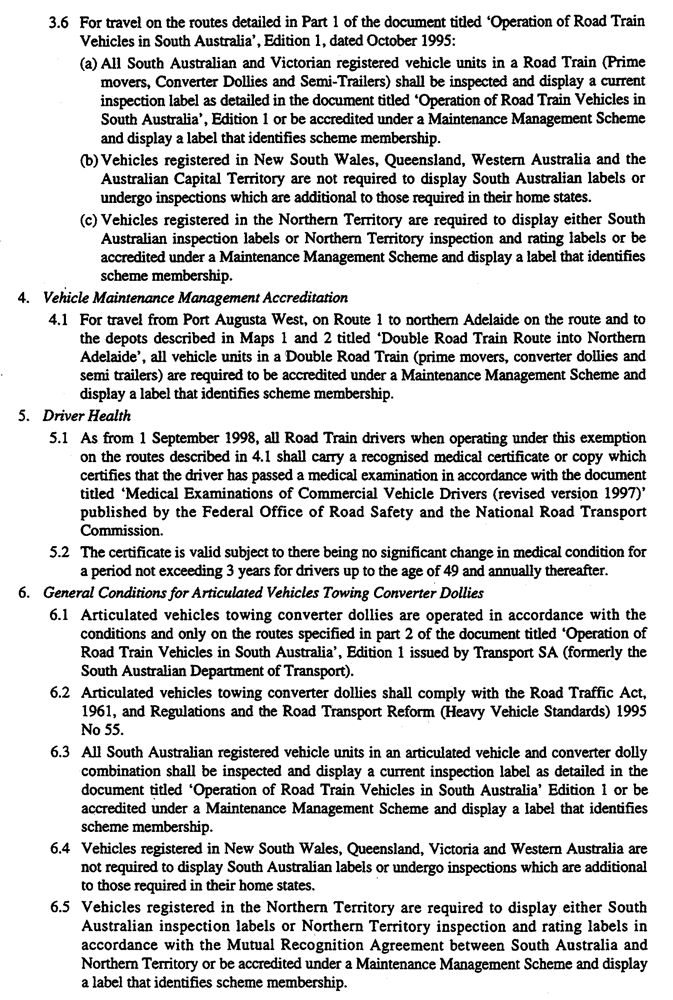 3.6 For travel on the routes detailed in Part 1 of the document titled ‘Operation of Road Train
Vehicles in South Australia’, Edition 1, dated October 1995:
(a) All South Australian and Victorian registered vehicle units in a Road Train (Prime
movers, Converter Dollies and Semi-Trailers) shall be inspected and display a current
inspection label as detailed in the document titled ‘Operation of Road Train Vehicles in
South Australia’, Edition 1 or be accredited under a Maintenance Management Scheme
and display a label that identifies scheme membership.
(b) Vehicles registered in New South Wales, Queensland, Western Australia and the
Australian Capital Territory are not required to display South Australian labels or
undergo inspections which are additional to those required in their home states.
(c) Vehicles registered in the Northern Territory are required to display either South
Australian inspection labels or Northern Territory inspection and rating labels or be
accredited under a Maintenance Management Scheme and display a label that identifies
scheme membership.
4. Vehicle Maintenance Management Accreditation
4.1 For travel from Port Augusta West, on Route 1 to northern Adelaide on the route and to
the depots described in Maps 1 and 2 titled ‘Double Road Train Route into Northern
Adelaide’, all vehicle units in a Double Road Train (prime movers, converter dollies and
semi trailers) are required to be accredited under a Maintenance Management Scheme and
display a label that identifies scheme membership.
5. Driver Health
5.1 As from 1 September 1998, all Road Train drivers when operating under this exemption
on the routes described in 4.1 shall carry a recognised medical certificate or copy which
certifies that the driver has passed a medical examination in accordance with the document
titled ‘Medical Examinations of Commercial Vehicle Drivers (revised version 1997)’
published by the Federal Office of Road Safety and the National Road Transport
Commission.
5.2 The certificate is valid subject to there being no significant change in medical condition for
a period not exceeding 3 years for drivers up to the age of 49 and annually thereafter.
6. General Conditions for Articulated Vehicles Towing Converter Dollies
6.1 Articulated vehicles towing converter dollies are operated in accordance with the
conditions and only on the routes specified in part 2 of the document titled ‘Operation of
Road Train Vehicles in South Australia’, Edition 1 issued by Transport SA (formerly the
South Australian Department of Transport).
6.2 Articulated vehicles towing converter dollies shall comply with the Road Traffic Act,
1961, and Regulations and the Road Transport Reform (Heavy Vehicle Standards) 1995
No 55.
6.3 All South Australian registered vehicle units in an articulated vehicle and converter dolly
combination shall be inspected and display a current inspection label as detailed in the
document titled ‘Operation of Road Train Vehicles in South Australia’ Edition 1 or be
accredited under a Maintenance Management Scheme and display a label that identifies
scheme membership.
6.4 Vehicles registered in New South Wales, Queensland, Victoria and Western Australia are
not required to display South Australian labels or undergo inspections which are additional
to those required in their home states.
6.5 Vehicles registered in the Northern Territory are required to display either South
Australian inspection labels or Northern Territory inspection and rating labels in
accordance with the Mutual Recognition Agreement between South Australia and
Northern Territory or be accredited under a Maintenance Management Scheme and display
a label that identifies scheme membership.